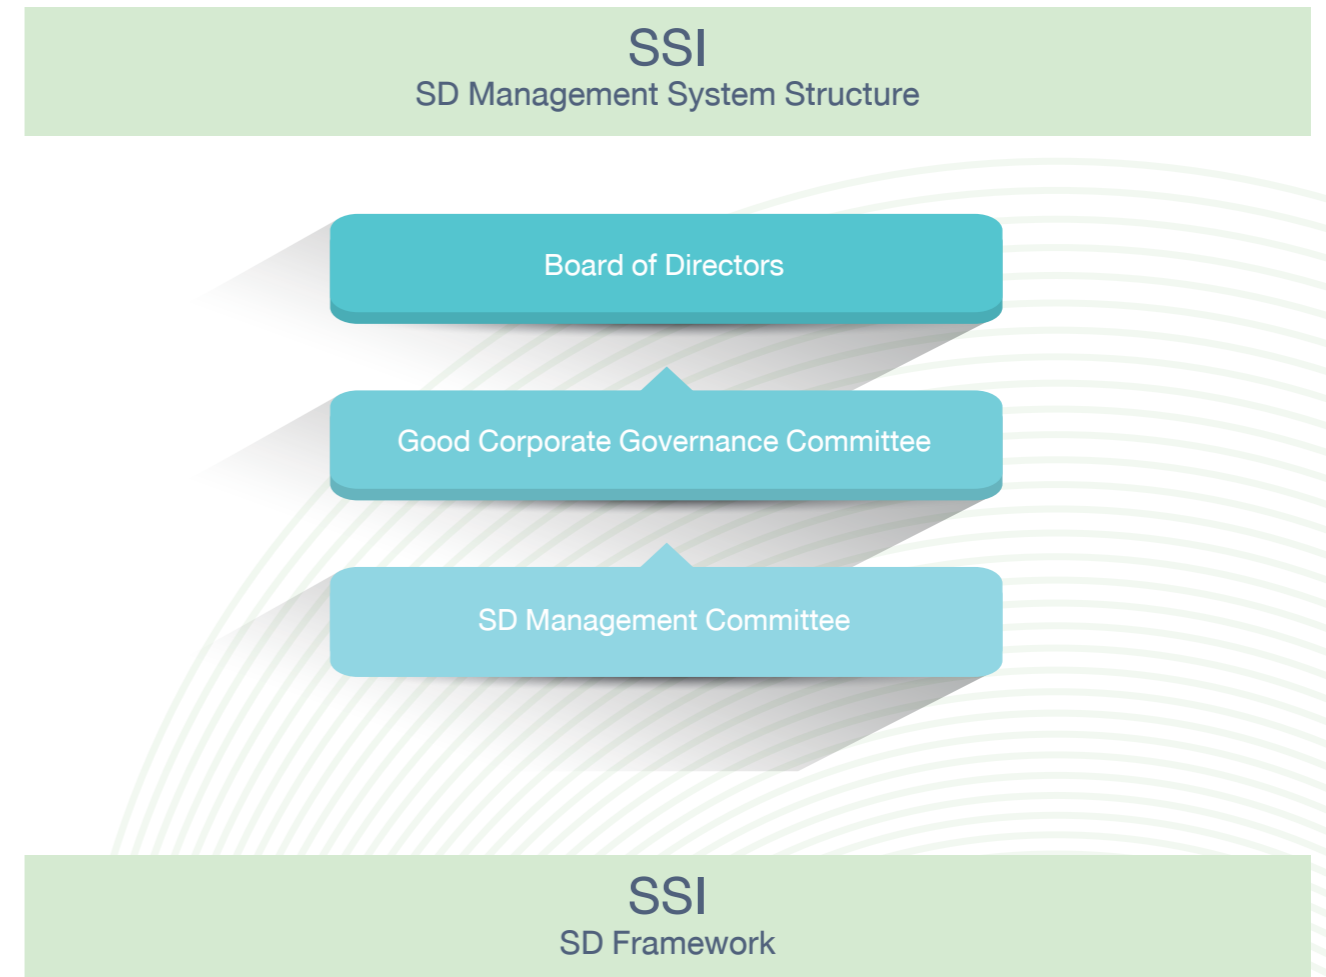 SSI
SD Management System Structure
Board of Directors
Good Corporate Governance Committee
SD Management Committee
SSI
SD Framework